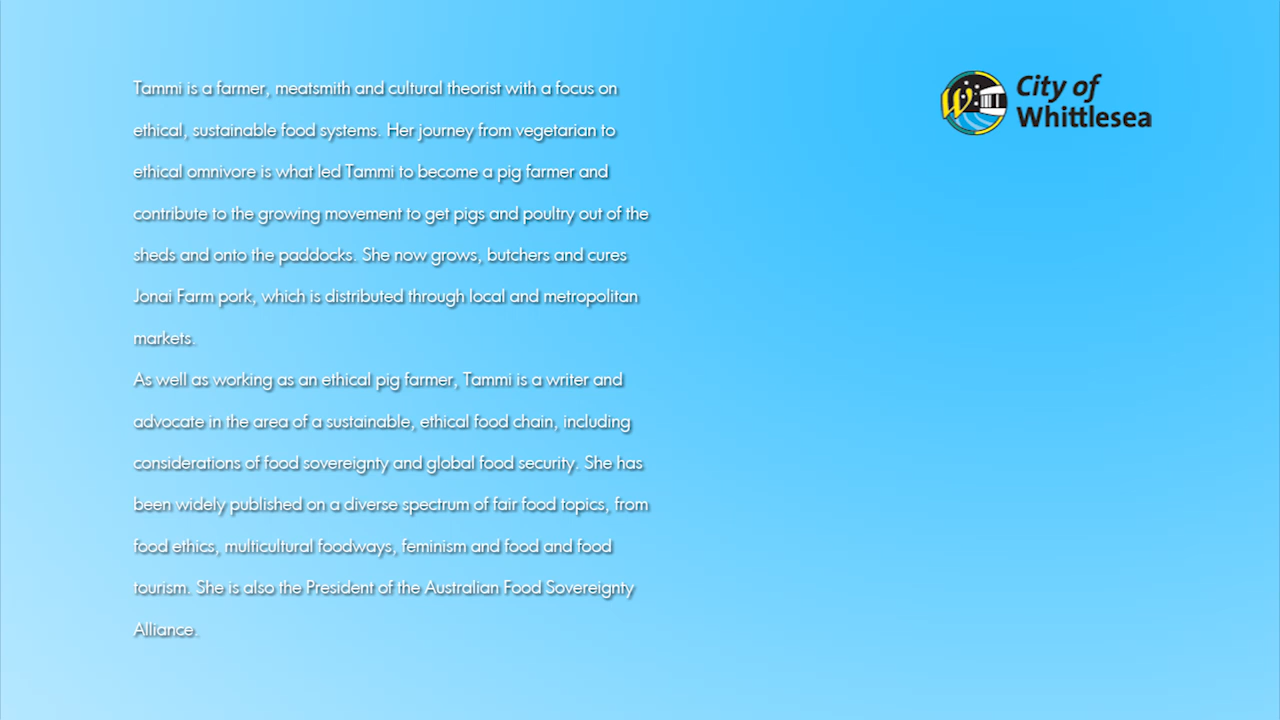 Tammi is a farmer, meatsmith and cultural theorist with a focus on
ethical, sustainable food systems. Her journey from vegetarian to
ethical omnivore is what led Tammi to become a pig farmer and
contribute to the growing movement to get pigs and poultry out of the
sheds and onto the paddocks. She now grows, butchers and cures
Jonai Farm pork, which is distributed through local and metropolitan
markets.
As well as working as an ethical pig farmer, Tammi is a writer and
advocate in the area of a sustainable, ethical food chain, including
considerations of food sovereignty and global food security. She has
been widely published on a diverse spectrum of fair food topics, from
food ethics, multicultural foodways, feminism and food and food
tourism. She is also the President of the Australian Food Sovereignty
Alliance.
W
City of
Whittlesea